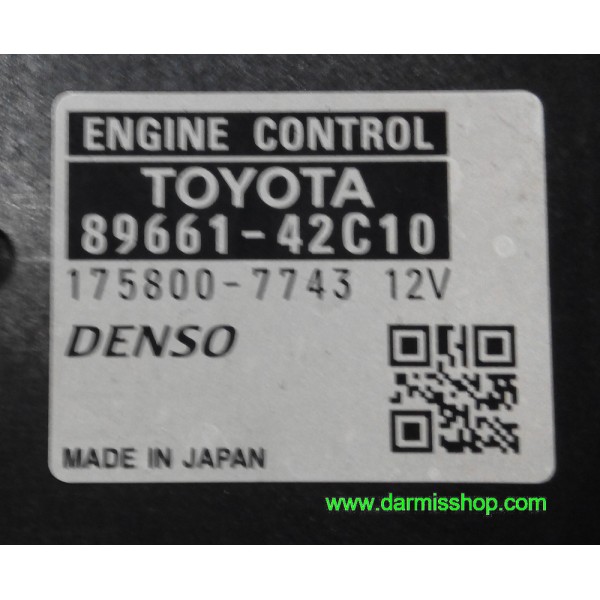 ENGINE CONTROL
TOYOTA
89661-42C10
175800-7743 12V
DENSO
MADE IN JAPAN
www.darmisshop.com